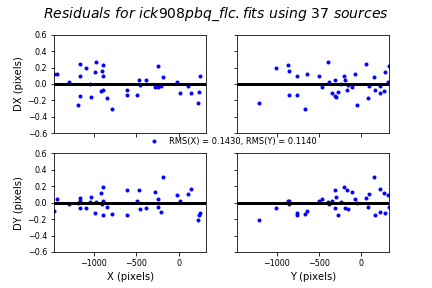 Residuals for ick908pbq_flc.fits using 37 sources
DX (pixels)
0.6
0.4
0.2
0.0
−0.2
−0.4
−0.6
RMS(X) = 0.1430, RMS(Y) = 0.1140
DY (pixels)
0.6
0.4
0.2
0.0
−0.2
−0.4
−0.6
−1000 −500 0
−1000 −500 0
X (pixels)
Y (pixels)